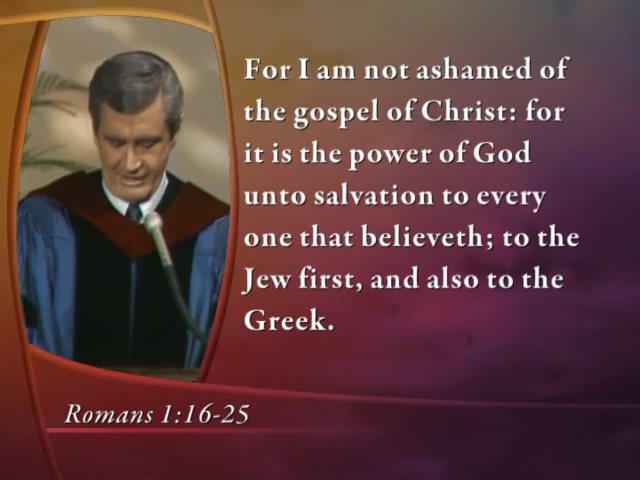 For I am not ashamed of
the gospel of Christ: for
it is the power of God
unto salvation to every
one that believeth; to the
Jew first, and also to the
Greek.
Romans 1:16-25